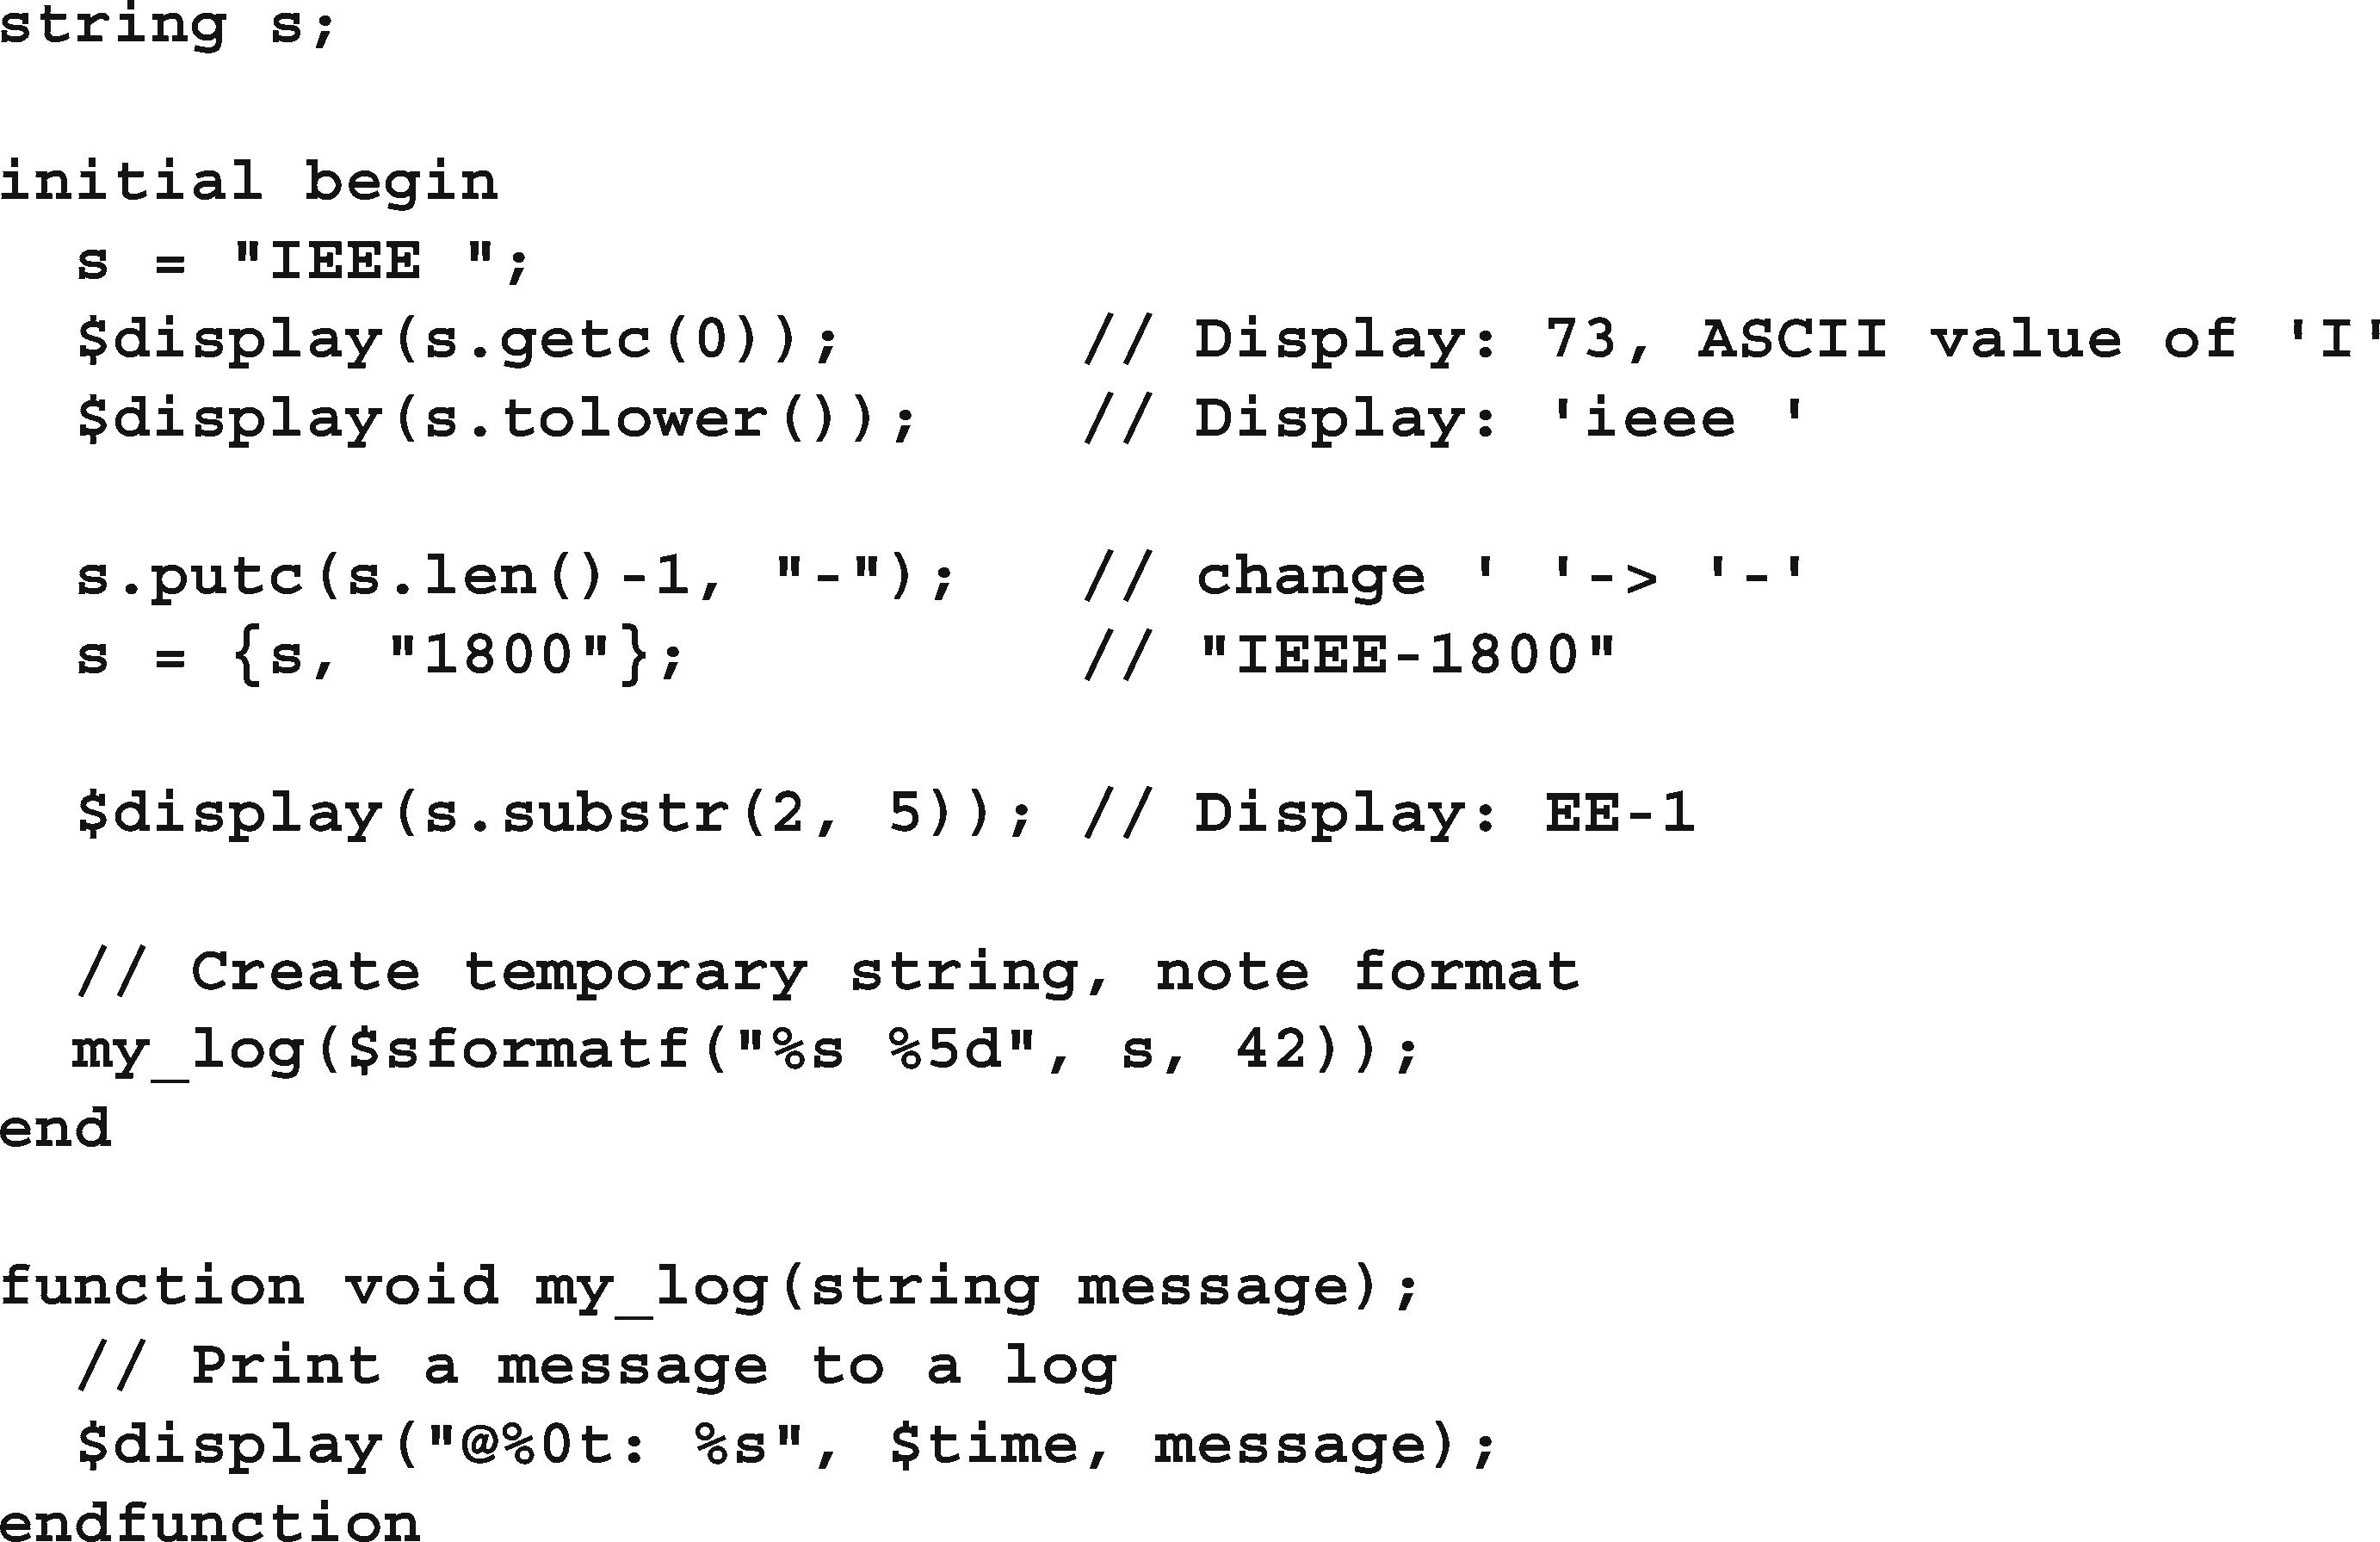 string s;
initial begin
s = "IEEE ";
$display(s.getc(0)); // Display: 73, ASCII value of 'I'
$display(s.tolower()); // Display: 'ieee '
s.putc(s.len()-1, "-"); // change ' '-> '-'
s = {s, "1800"}; // "IEEE-1800"
$display(s.substr(2, 5)); // Display: EE-1
// Create temporary string, note format
my_log($sformatf("%s %5d", s, 42));
end
function void my_log(string message);
// Print a message to a log
$display("@%0t: %s", $time, message);
endfunction